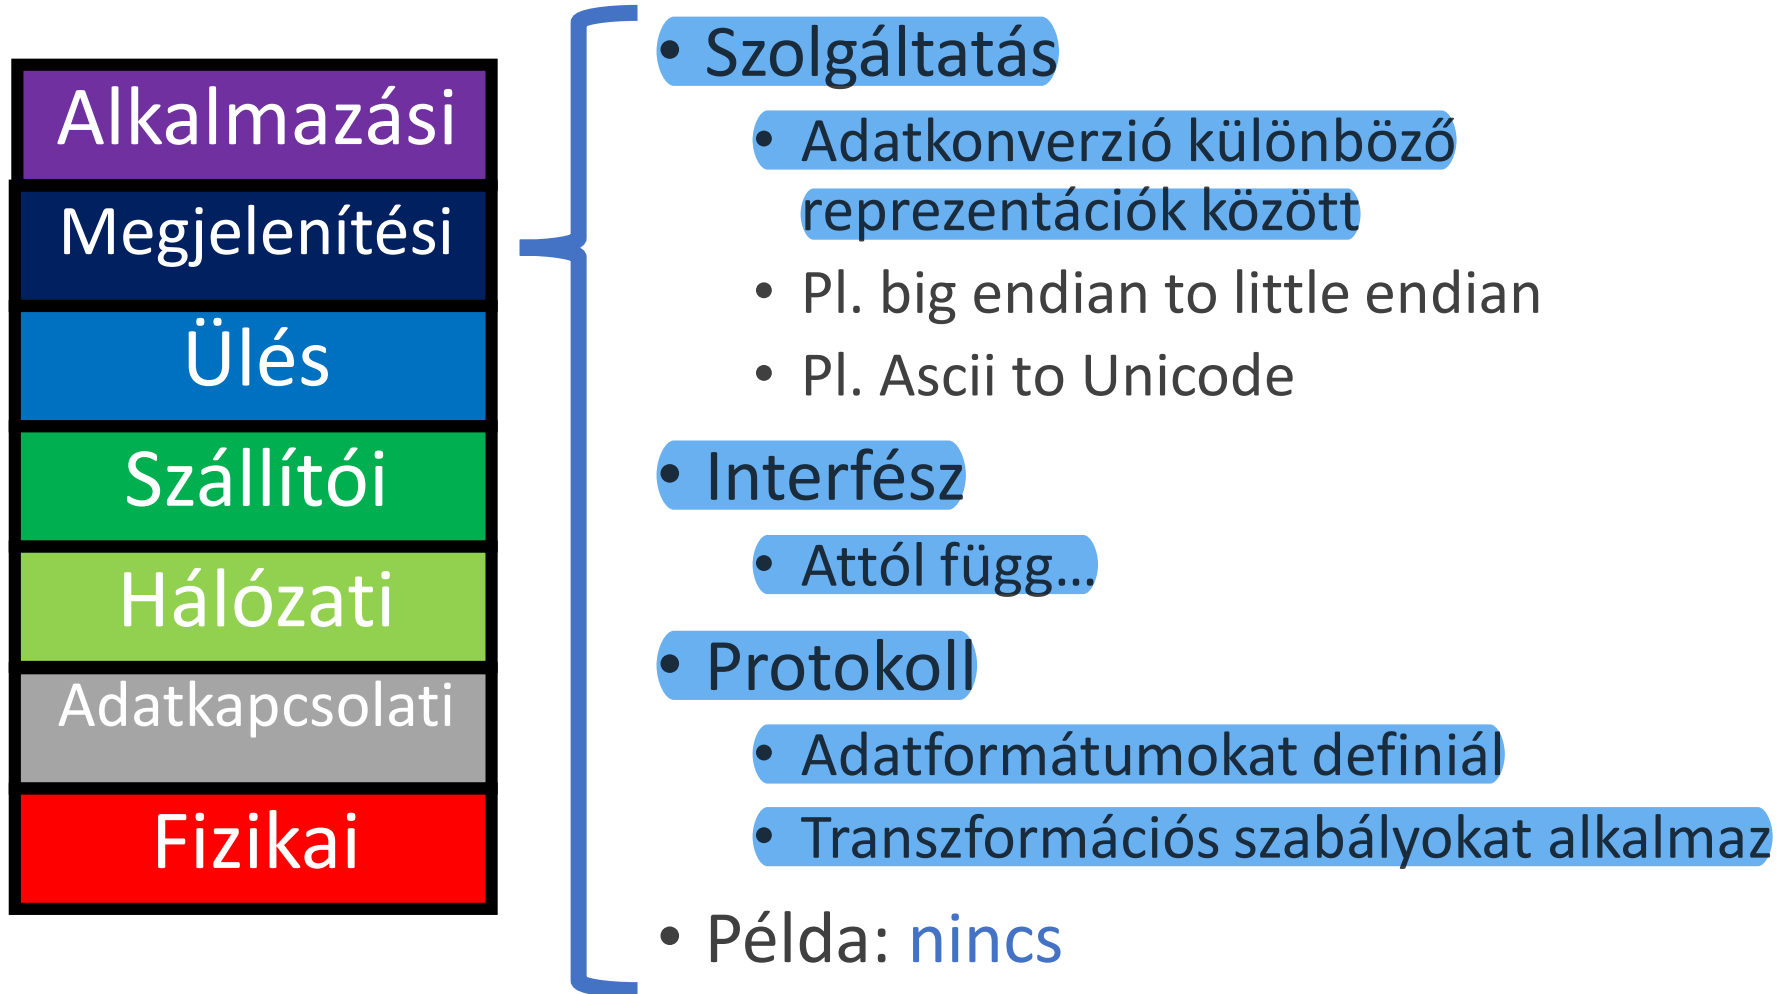 Alkalmazási
Megjelenítési
Ülés
Szállítói
Hálózati
Adatkapcsolati
Fizikai
• Szolgáltatás
• Adatkonverzió különböző
reprezentációk között
• Pl. big endian to little endian
• Pl. Ascii to Unicode
• Interfész
• Attól függ…
• Protokoll
• Adatformátumokat definiál
• Transzformációs szabályokat alkalmaz
• Példa: nincs